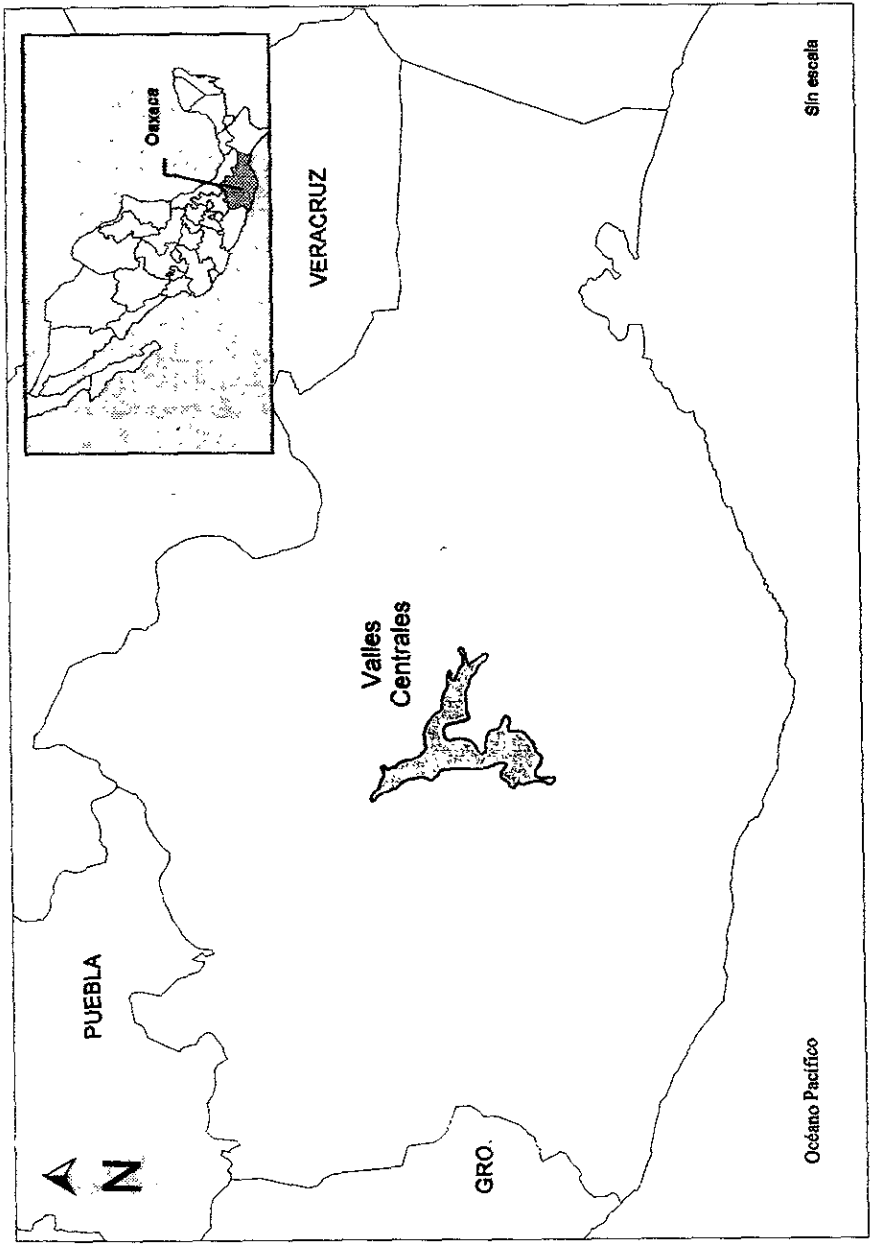 Oaxaca
PUEBLA
VERACRUZ
Valles
Centrales
N
GRO.
Océano Pacífico
Sin escala